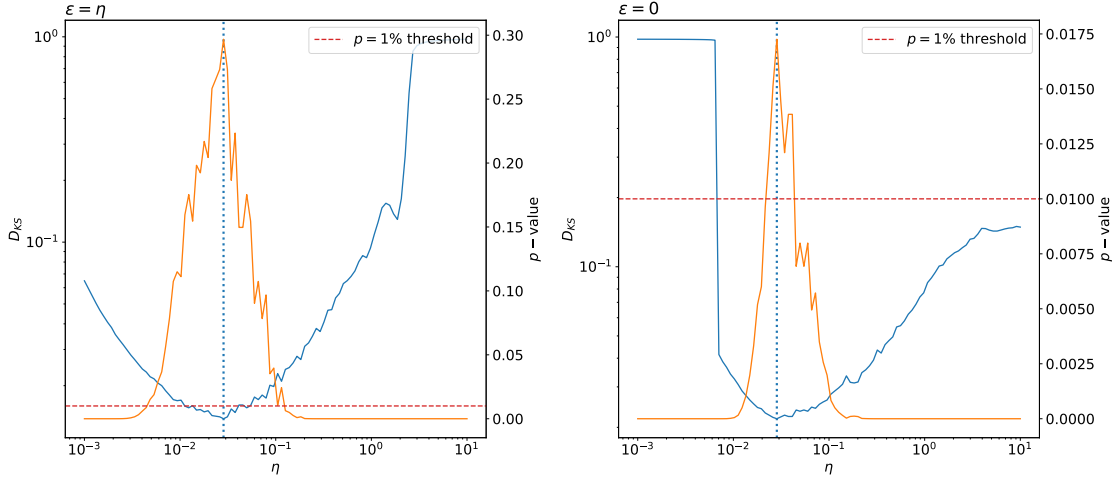 ε = η
p = 1% threshold
10⁰
10⁻¹
D_KS
0.30
0.25
0.20
0.15
0.10
0.05
0.00
p − value
10⁻³
10⁻²
10⁻¹
10⁰
10¹
η
ε = 0
p = 1% threshold
10⁰
10⁻¹
D_KS
0.0175
0.0150
0.0125
0.0100
0.0075
0.0050
0.0025
0.0000
p − value
10⁻³
10⁻²
10⁻¹
10⁰
10¹
η